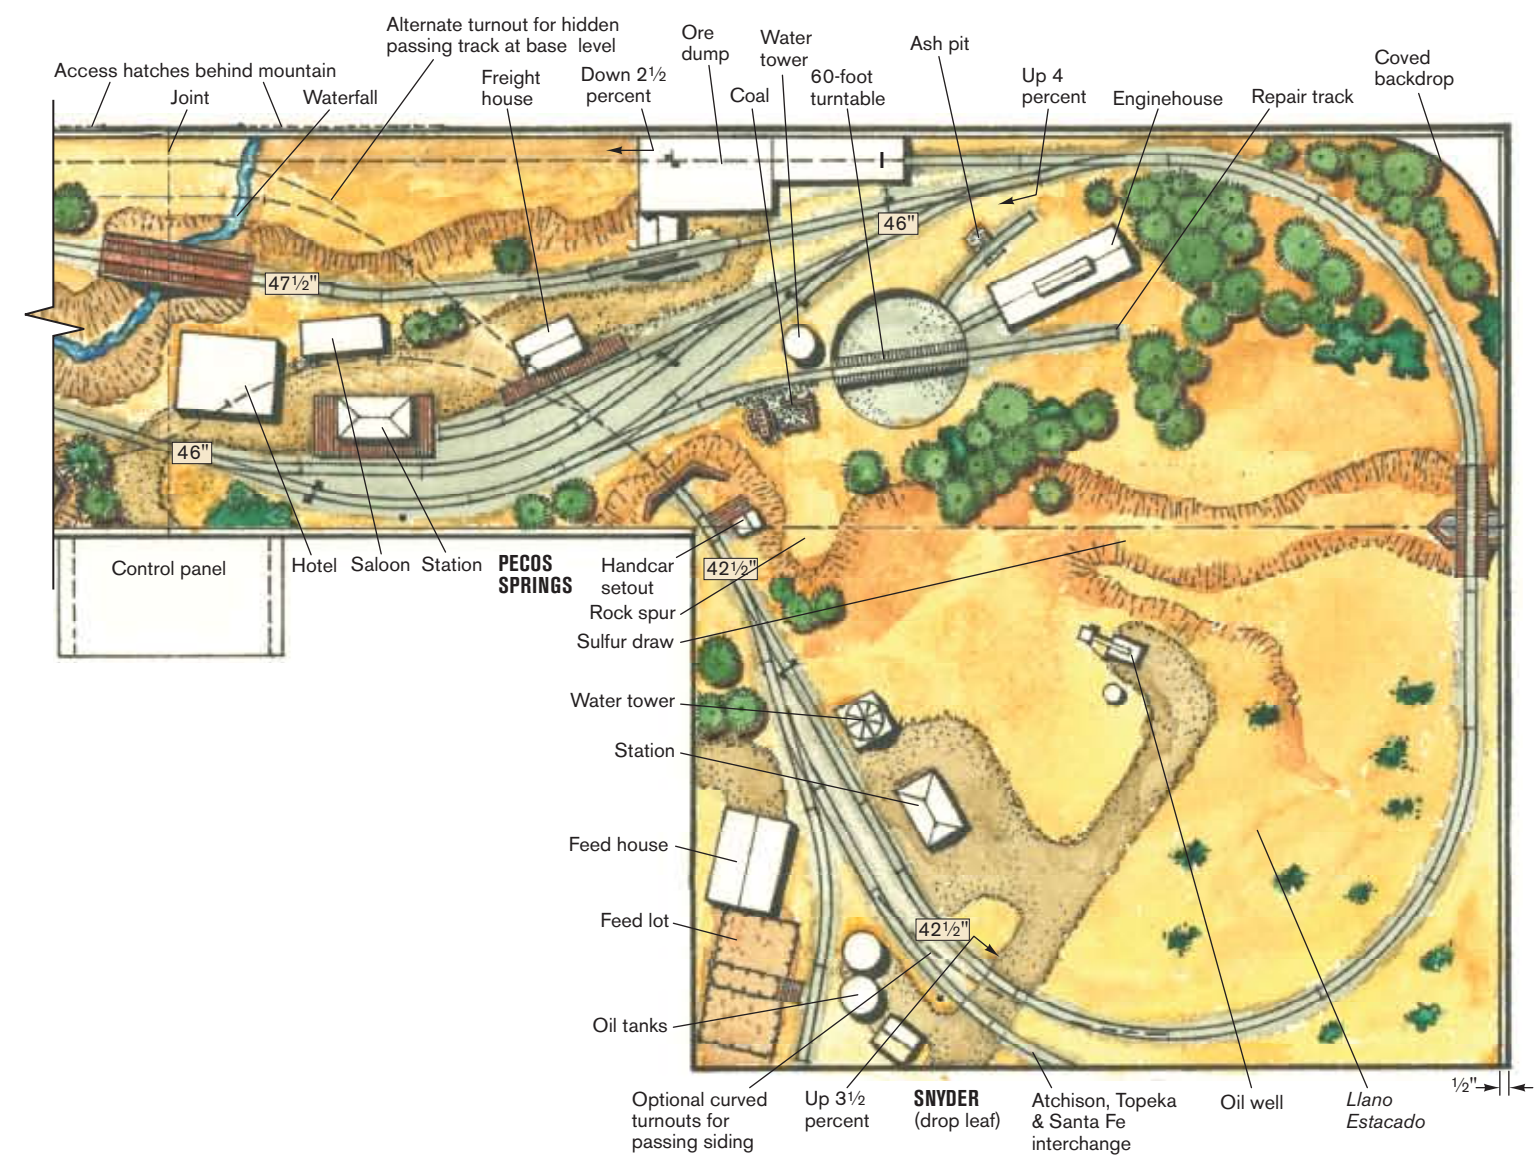 Alternate turnout for hidden
passing track at base level
Ore
dump
Water
tower
Ash pit
Coved
backdrop
Access hatches behind mountain
Joint
Waterfall
Freight
house
Down 2½
percent
Coal
60-foot
turntable
Up 4
percent
Enginehouse
Repair track
46"
47½"
46"
Control panel
Hotel
Saloon
Station
PECOS
SPRINGS
Handcar
setout
42½"
Rock spur
Sulfur draw
Water tower
Station
Feed house
Feed lot
42½"
Oil tanks
Optional curved
turnouts for
passing siding
Up 3½
percent
SNYDER
(drop leaf)
Atchison, Topeka
& Santa Fe
interchange
Oil well
Llano
Estacado
½"